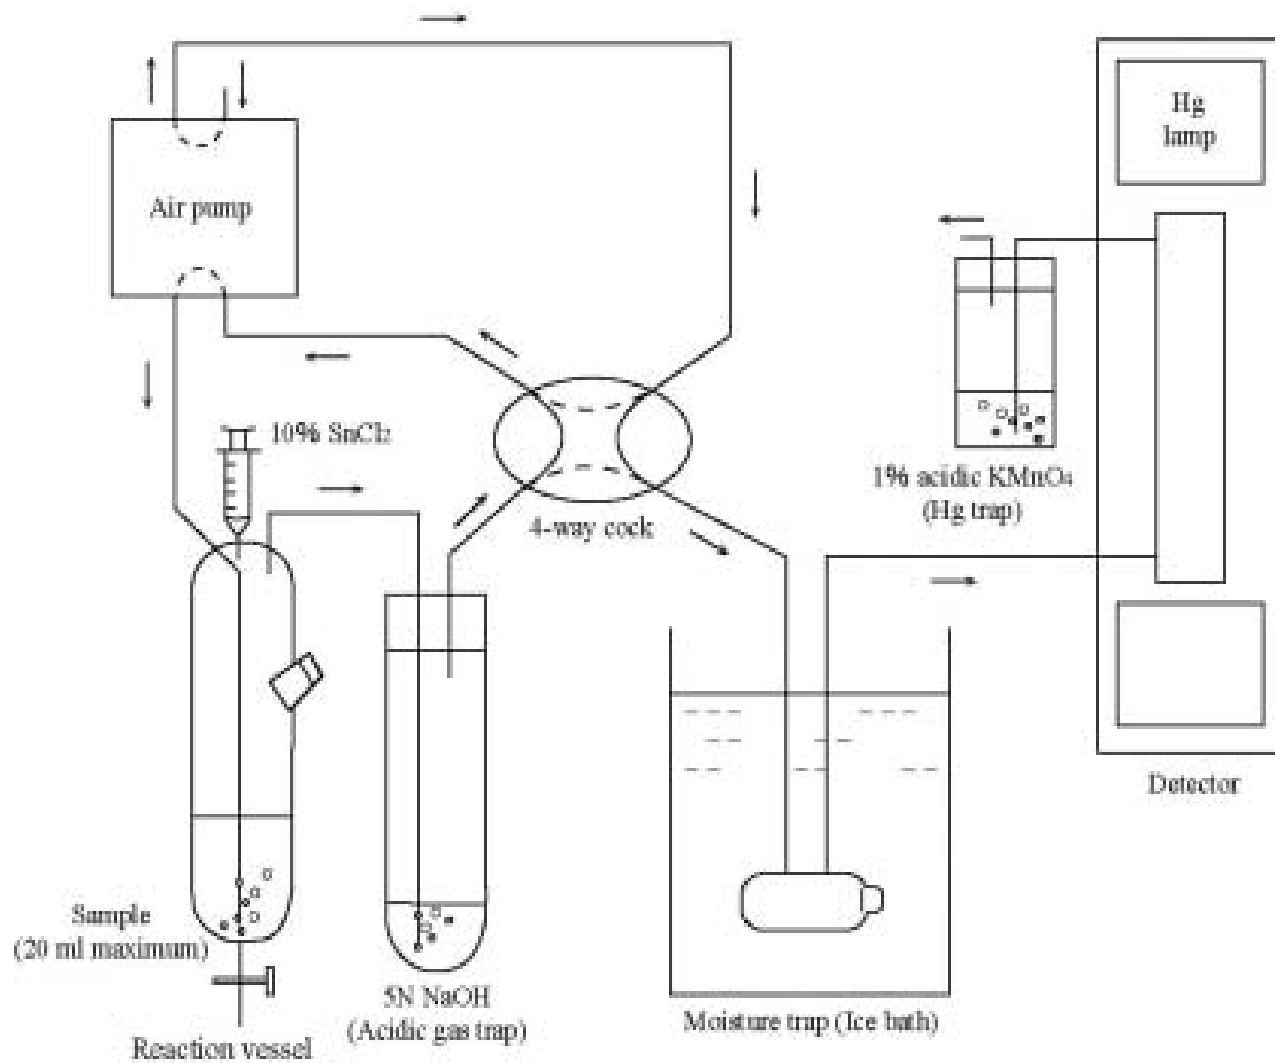 Hg
lamp
Air pump
10% SnCl₂
1% acidic KMnO₄
(Hg trap)
4-way cock
Detector
Sample
(20 ml maximum)
5N NaOH
(Acidic gas trap)
Moisture trap (Ice bath)
Reaction vessel